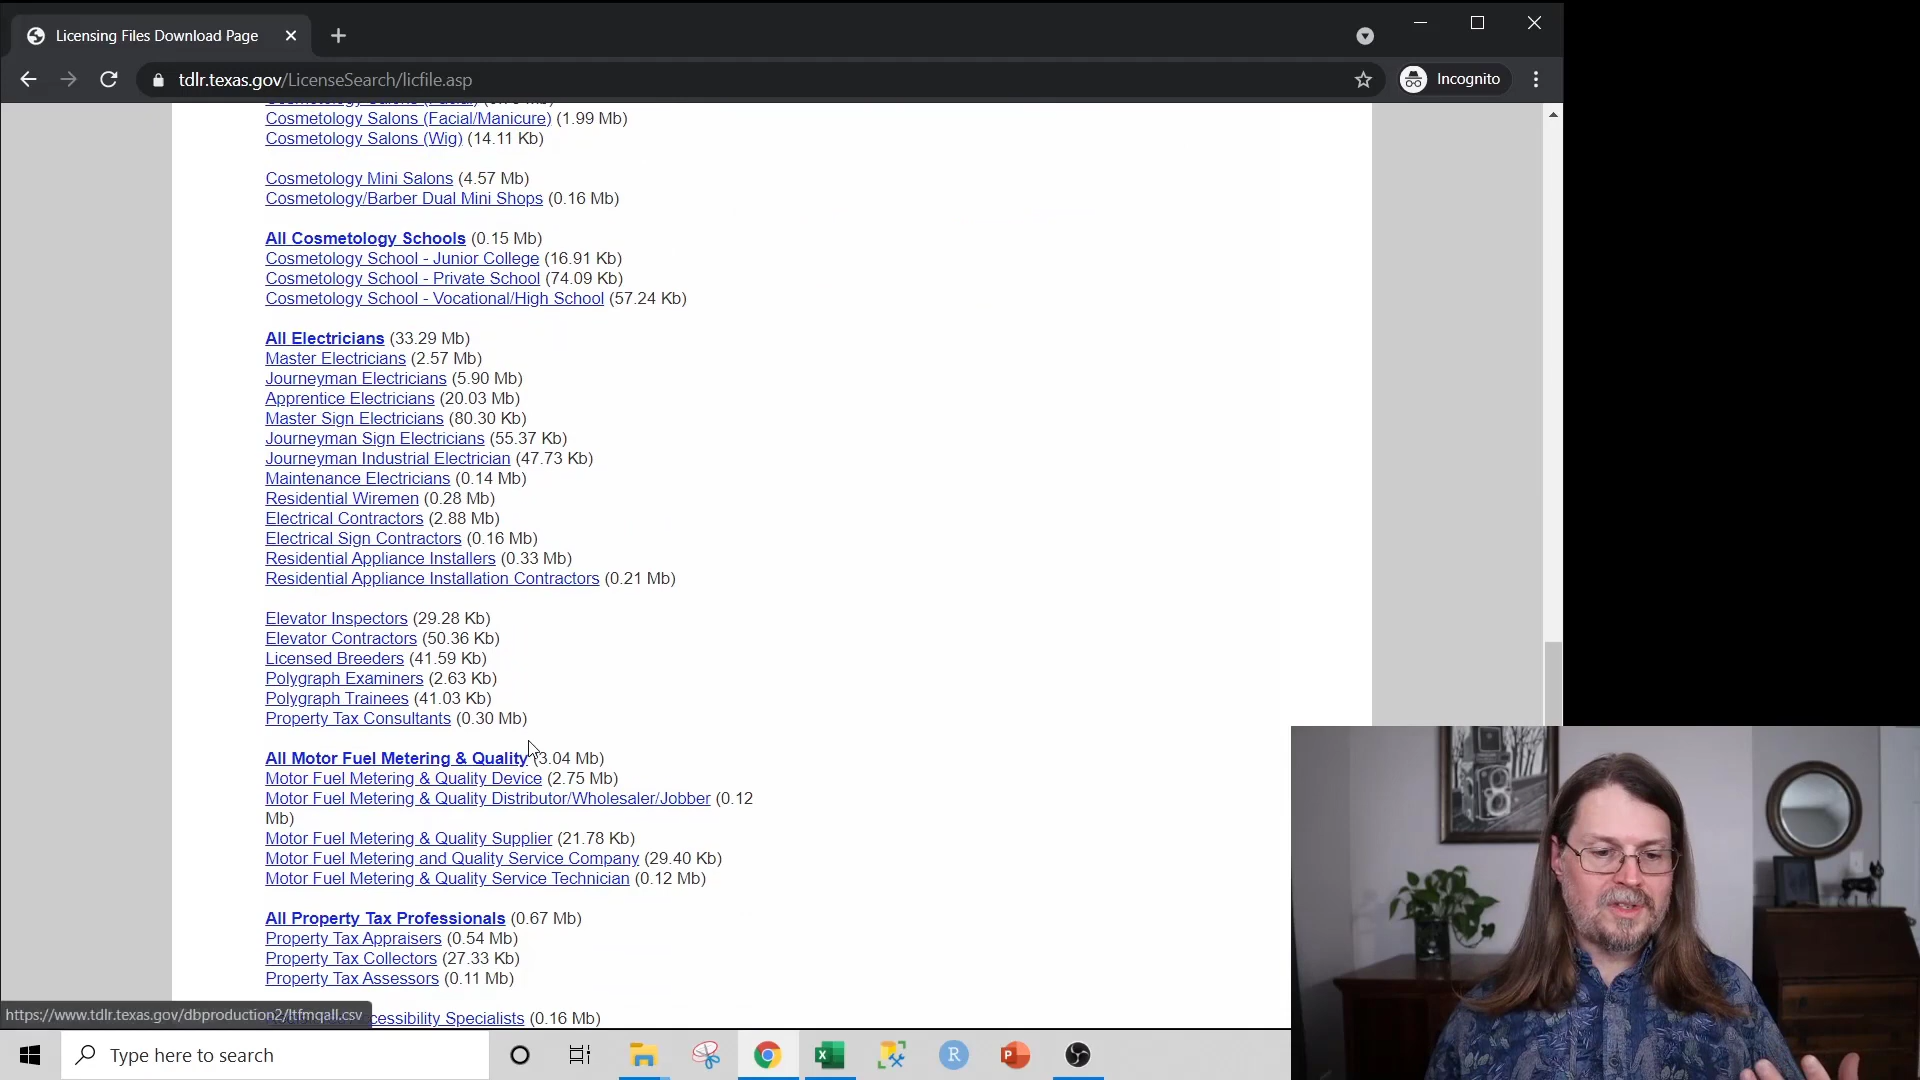 Licensing Files Download Page
tdlr.texas.gov/LicenseSearch/licfile.asp
Incognito
Cosmetology Salons (Facial/Manicure) (1.99 Mb)
Cosmetology Salons (Wig) (14.11 Kb)
Cosmetology Mini Salons (4.57 Mb)
Cosmetology/Barber Dual Mini Shops (0.16 Mb)
All Cosmetology Schools (0.15 Mb)
Cosmetology School - Junior College (16.91 Kb)
Cosmetology School - Private School (74.09 Kb)
Cosmetology School - Vocational/High School (57.24 Kb)
All Electricians (33.29 Mb)
Master Electricians (2.57 Mb)
Journeyman Electricians (5.90 Mb)
Apprentice Electricians (20.03 Mb)
Master Sign Electricians (80.30 Kb)
Journeyman Sign Electricians (55.37 Kb)
Journeyman Industrial Electrician (47.73 Kb)
Maintenance Electricians (0.14 Mb)
Residential Wiremen (0.28 Mb)
Electrical Contractors (2.88 Mb)
Electrical Sign Contractors (0.16 Mb)
Residential Appliance Installers (0.33 Mb)
Residential Appliance Installation Contractors (0.21 Mb)
Elevator Inspectors (29.28 Kb)
Elevator Contractors (50.36 Kb)
Licensed Breeders (41.59 Kb)
Polygraph Examiners (2.63 Kb)
Polygraph Trainees (41.03 Kb)
Property Tax Consultants (0.30 Mb)
All Motor Fuel Metering & Quality (3.04 Mb)
Motor Fuel Metering & Quality Device (2.75 Mb)
Motor Fuel Metering & Quality Distributor/Wholesaler/Jobber (0.12
Mb)
Motor Fuel Metering & Quality Supplier (21.78 Kb)
Motor Fuel Metering and Quality Service Company (29.40 Kb)
Motor Fuel Metering & Quality Service Technician (0.12 Mb)
All Property Tax Professionals (0.67 Mb)
Property Tax Appraisers (0.54 Mb)
Property Tax Collectors (27.33 Kb)
Property Tax Assessors (0.11 Mb)
https://www.tdlr.texas.gov/dbproduction2/ltfmqall.csv
cessibility Specialists (0.16 Mb)
Type here to search
R